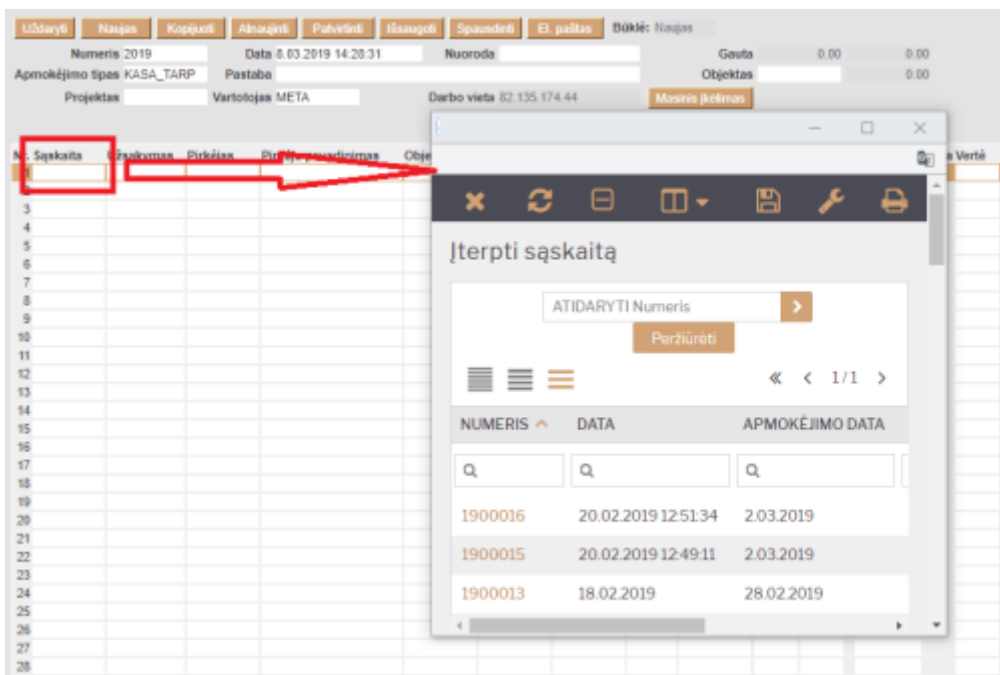 Uždaryti Naujas Kopijuoti Atnaujinti Patvirtinti Išsaugoti Spausdinti El. paštas Būklė: Naujas
Numeris 2019 Data 8.03.2019 14:28:31 Nuoroda Gauta 0.00 0.00
Apmokėjimo tipas KASA_TARP Pastaba Objektas 0.00
Projektas Vartotojas META Darbo vieta 82.135.174.44 Masinis įkėlimas
Sąskaita Užsakymas Pirkėjas a Vertė
3
4
5
6
7
8
9
10
11
12
13
14
15
16
17
18
19
20
21
22
23
24
25
26
27
28
Įterpti sąskaitą
ATIDARYTI Numeris
Peržiūrėti
1/1
NUMERIS DATA APMOKĖJIMO DATA
1900016 20.02.2019 12:51:34 2.03.2019
1900015 20.02.2019 12:49:11 2.03.2019
1900013 18.02.2019 28.02.2019